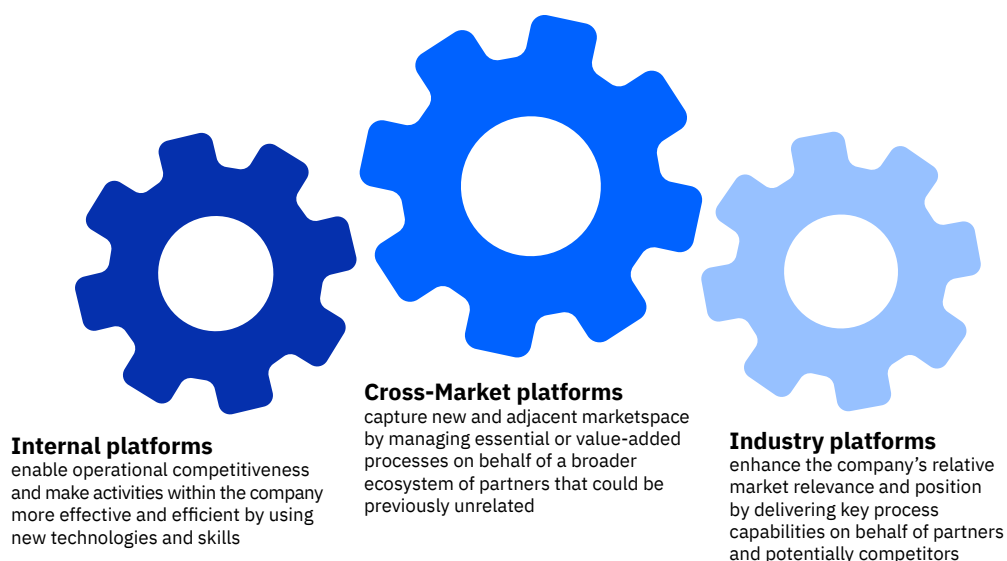 Internal platforms
enable operational competitiveness
and make activities within the company
more effective and efficient by using
new technologies and skills
Cross-Market platforms
capture new and adjacent marketspace
by managing essential or value-added
processes on behalf of a broader
ecosystem of partners that could be
previously unrelated
Industry platforms
enhance the company’s relative
market relevance and position
by delivering key process
capabilities on behalf of partners
and potentially competitors